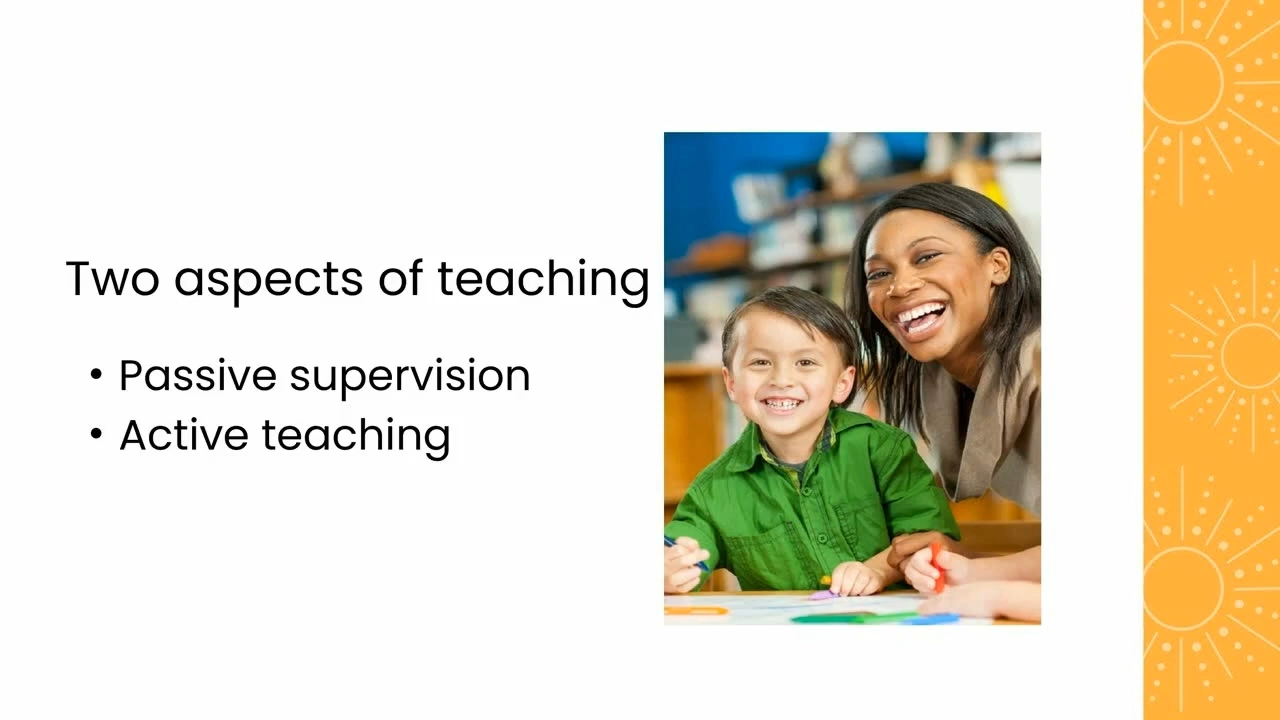 Two aspects of teaching
• Passive supervision
• Active teaching